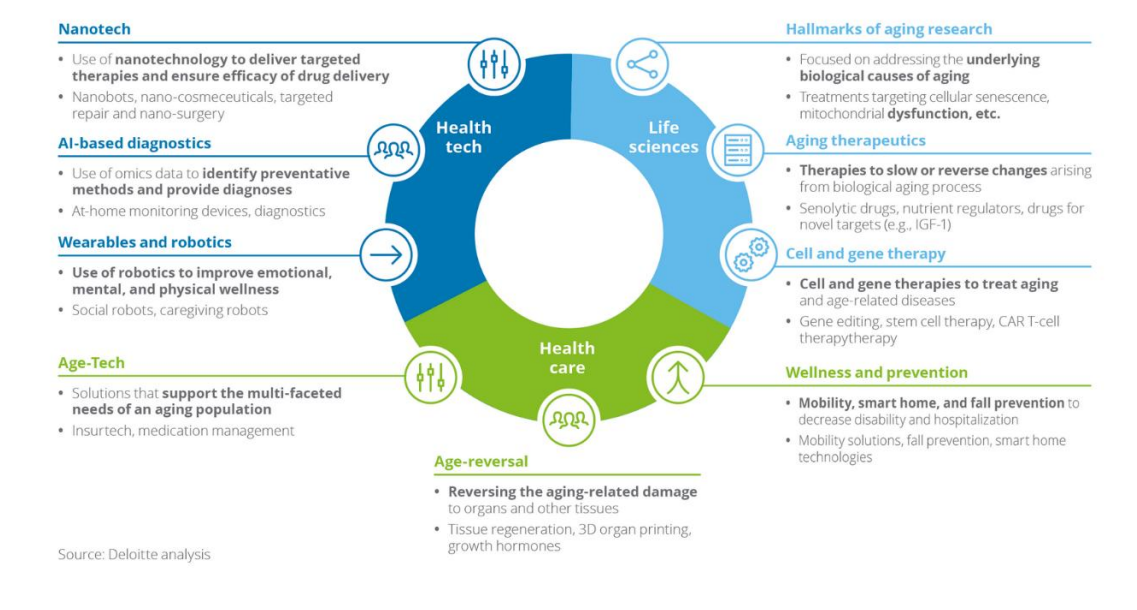 Nanotech
• Use of nanotechnology to deliver targeted
therapies and ensure efficacy of drug delivery
• Nanobots, nano-cosmeceuticals, targeted
repair and nano-surgery
AI-based diagnostics
• Use of omics data to identify preventative
methods and provide diagnoses
• At-home monitoring devices, diagnostics
Wearables and robotics
• Use of robotics to improve emotional,
mental, and physical wellness
• Social robots, caregiving robots
Age-Tech
• Solutions that support the multi-faceted
needs of an aging population
• Insurtech, medication management
Health
tech
Life
sciences
Health
care
Age-reversal
• Reversing the aging-related damage
to organs and other tissues
• Tissue regeneration, 3D organ printing,
growth hormones
Hallmarks of aging research
• Focused on addressing the underlying
biological causes of aging
• Treatments targeting cellular senescence,
mitochondrial dysfunction, etc.
Aging therapeutics
• Therapies to slow or reverse changes arising
from biological aging process
• Senolytic drugs, nutrient regulators, drugs for
novel targets (e.g., IGF-1)
Cell and gene therapy
• Cell and gene therapies to treat aging
and age-related diseases
• Gene editing, stem cell therapy, CAR T-cell
therapytherapy
Wellness and prevention
• Mobility, smart home, and fall prevention to
decrease disability and hospitalization
• Mobility solutions, fall prevention, smart home
technologies
Source: Deloitte analysis